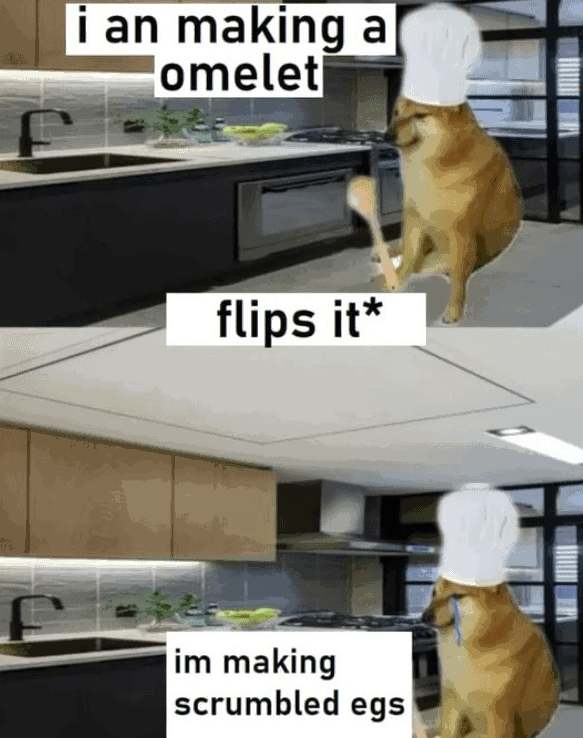 i an making a
omelet
flips it*
im making
scrumbled egs